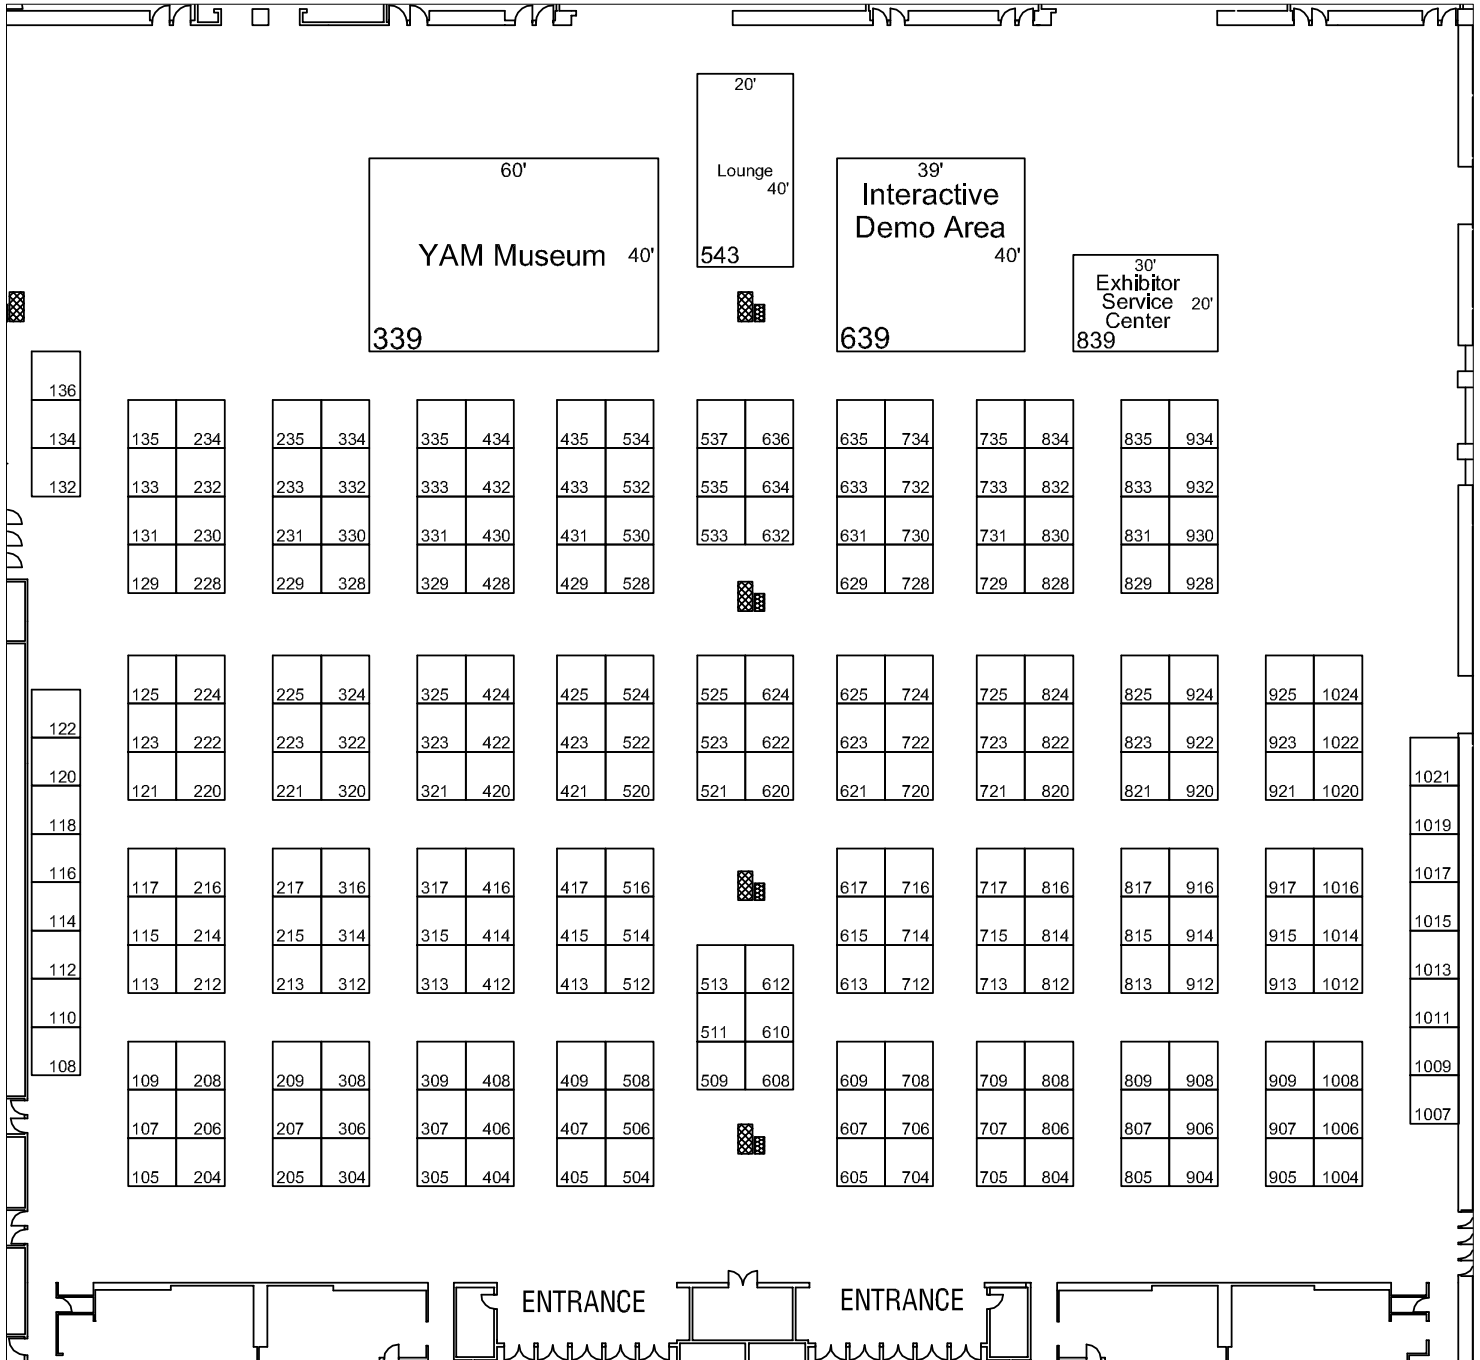 20'
Lounge
40'
543
60'
YAM Museum 40'
339
39'
Interactive
Demo Area
40'
639
30'
Exhibitor
Service 20'
Center
839
136
134
132
135 234 235 334 335 434 435 534 537 636 635 734 735 834 835 934
133 232 233 332 333 432 433 532 535 634 633 732 733 832 833 932
131 230 231 330 331 430 431 530 533 632 631 730 731 830 831 930
129 228 229 328 329 428 429 528 629 728 729 828 829 928
125 224 225 324 325 424 425 524 525 624 625 724 725 824 825 924 925 1024
123 222 223 322 323 422 423 522 523 622 623 722 723 822 823 922 923 1022
121 220 221 320 321 420 421 520 521 620 621 720 721 820 821 920 921 1020
122
120
118
116
114
112
110
108
1021
1019
1017
1015
1013
1011
1009
1007
117 216 217 316 317 416 417 516 617 716 717 816 817 916 917 1016
115 214 215 314 315 414 415 514 615 714 715 814 815 914 915 1014
113 212 213 312 313 412 413 512 513 612 613 712 713 812 813 912 913 1012
511 610
509 608
109 208 209 308 309 408 409 508 609 708 709 808 809 908 909 1008
107 206 207 306 307 406 407 506 607 706 707 806 807 906 907 1006
105 204 205 304 305 404 405 504 605 704 705 804 805 904 905 1004
ENTRANCE ENTRANCE